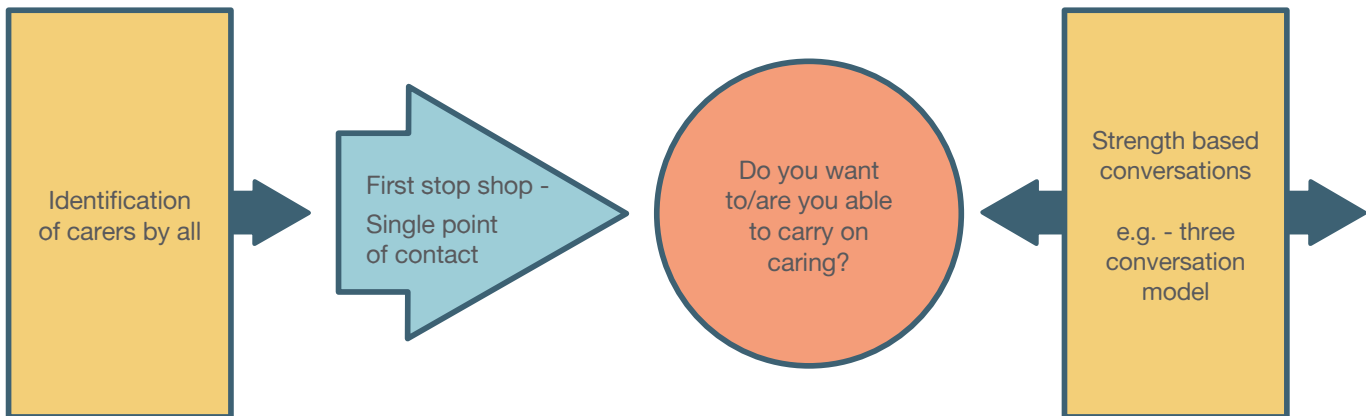 Identification
of carers by all
First stop shop -
Single point
of contact
Do you want
to/are you able
to carry on
caring?
Strength based
conversations
e.g. - three
conversation
model